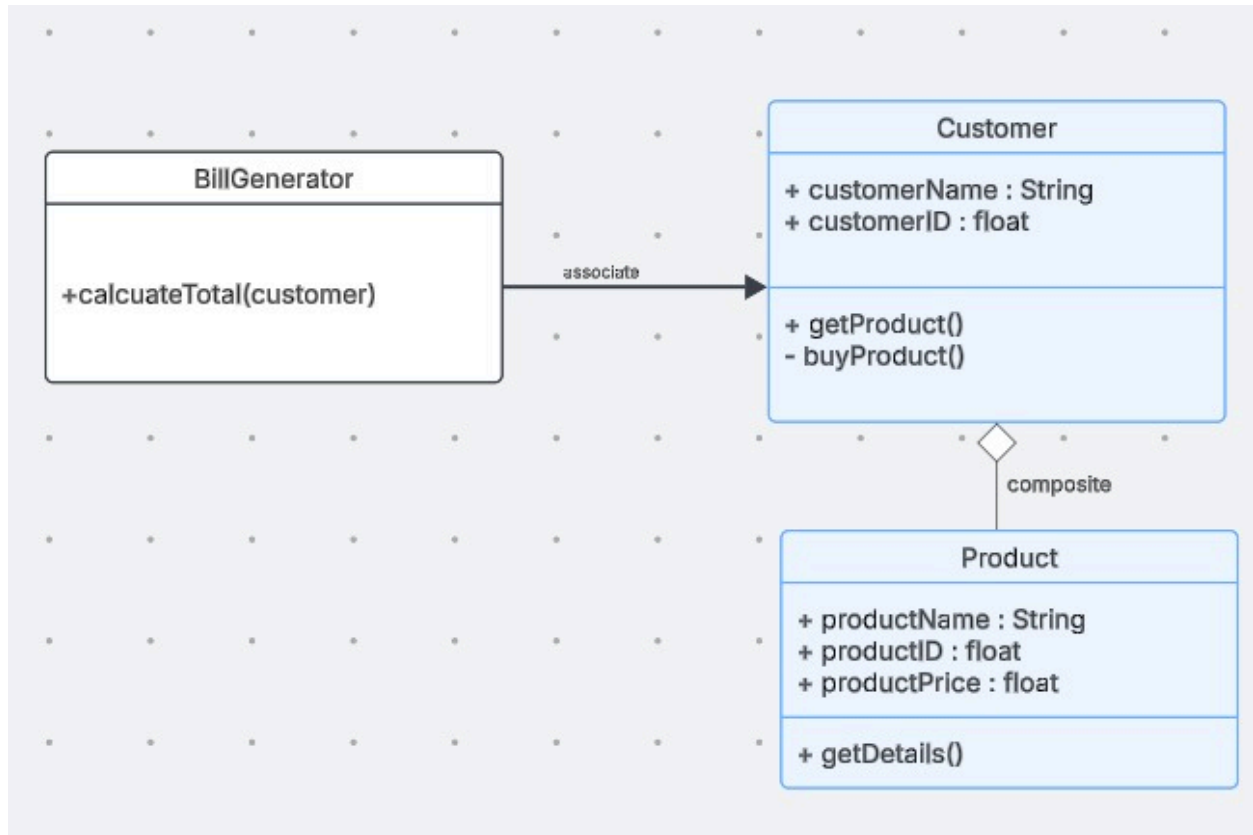 BillGenerator
+calcuateTotal(customer)
associate
Customer
+ customerName : String
+ customerID : float
+ getProduct()
- buyProduct()
composite
Product
+ productName : String
+ productID : float
+ productPrice : float
+ getDetails()